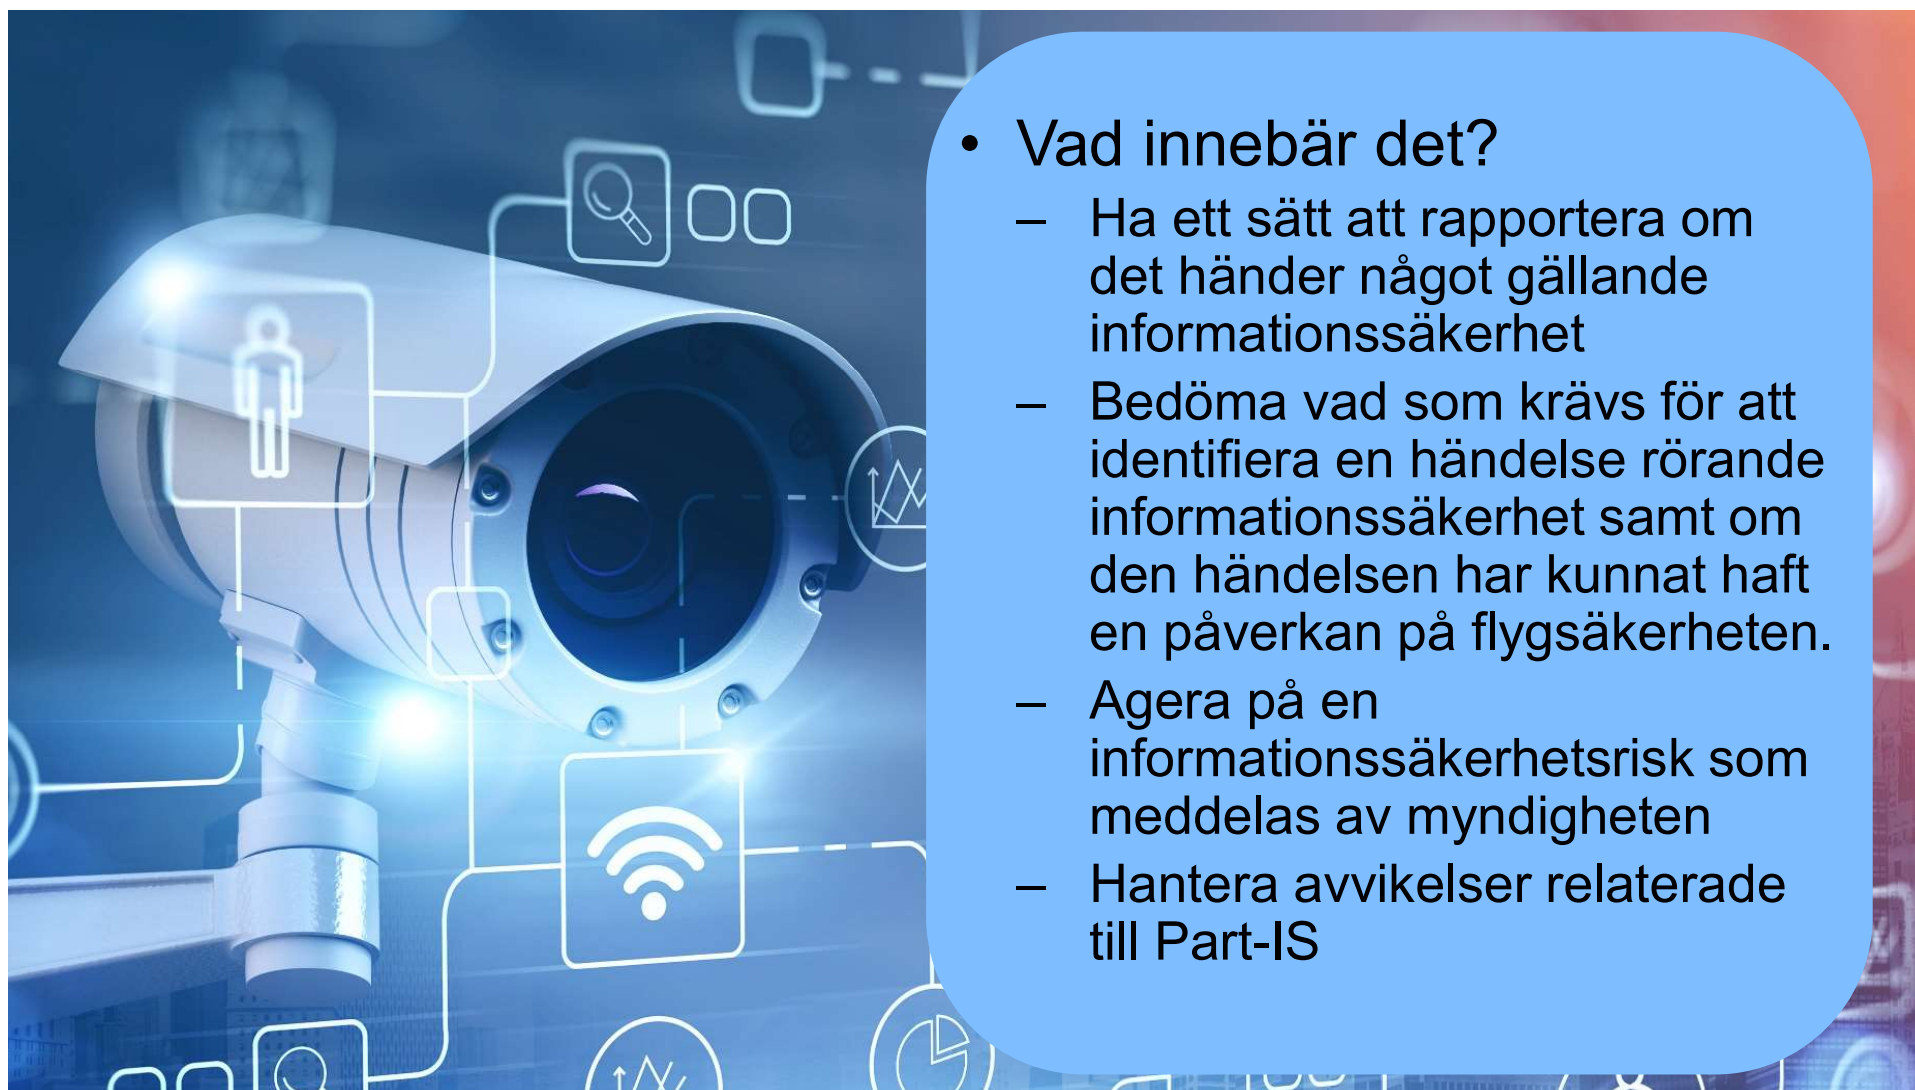 • Vad innebär det?
– Ha ett sätt att rapportera om
det händer något gällande
informationssäkerhet
– Bedöma vad som krävs för att
identifiera en händelse rörande
informationssäkerhet samt om
den händelsen har kunnat haft
en påverkan på flygsäkerheten.
– Agera på en
informationssäkerhetsrisk som
meddelas av myndigheten
– Hantera avvikelser relaterade
till Part-IS